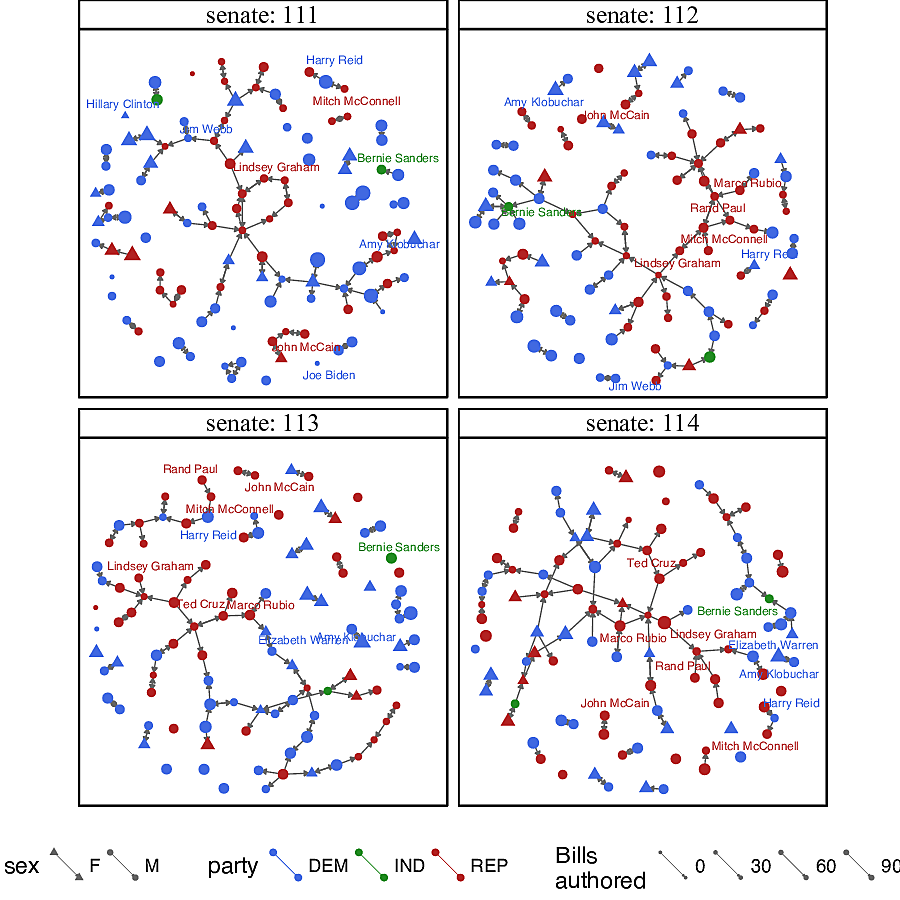 senate: 111
Harry Reid
Mitch McConnell
Hillary Clinton
Jim Webb
Bernie Sanders
Lindsey Graham
Amy Klobuchar
John McCain
Joe Biden
senate: 112
Amy Klobuchar
John McCain
Marco Rubio
Bernie Sanders
Rand Paul
Mitch McConnell
Harry Reid
Lindsey Graham
Jim Webb
senate: 113
Rand Paul
John McCain
Mitch McConnell
Harry Reid
Bernie Sanders
Lindsey Graham
Ted Cruz
Marco Rubio
Elizabeth Warren
Amy Klobuchar
senate: 114
Ted Cruz
Bernie Sanders
Marco Rubio
Lindsey Graham
Elizabeth Warren
Rand Paul
Amy Klobuchar
John McCain
Harry Reid
Mitch McConnell
sex F M
party DEM IND REP
Bills
authored 0 30 60 90